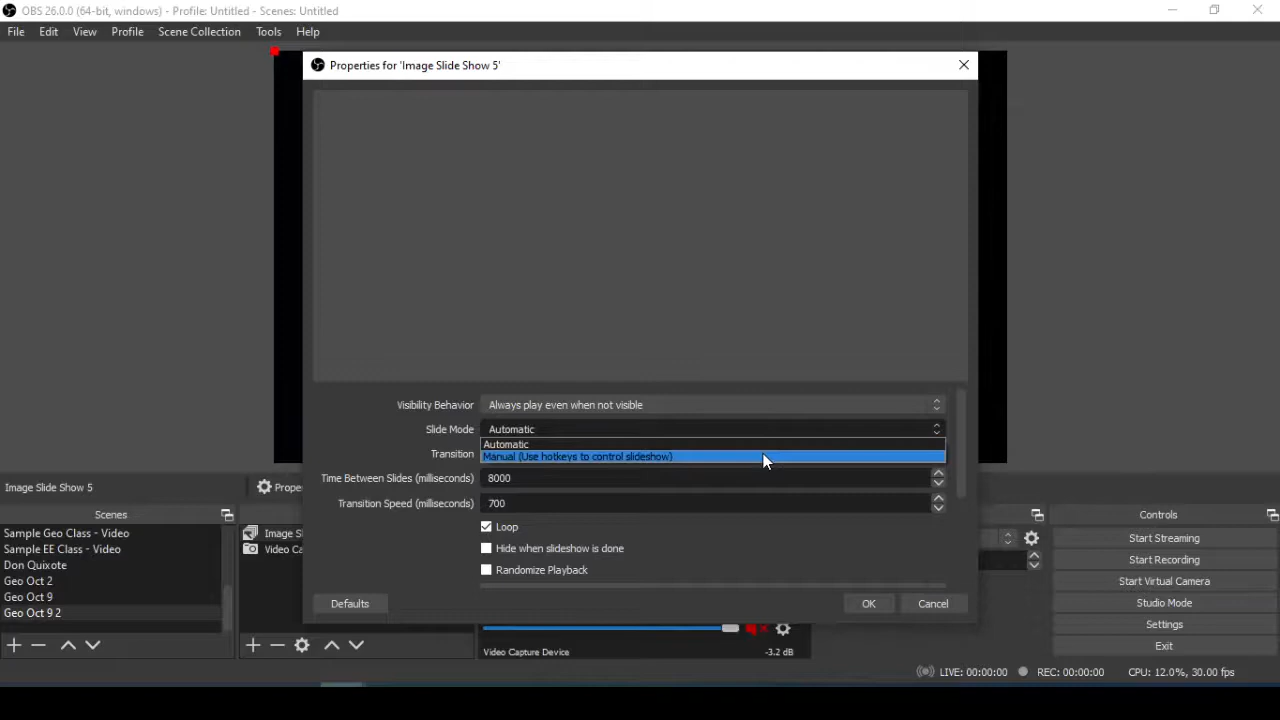 OBS 26.0.0 (64-bit, windows) - Profile: Untitled - Scenes: Untitled
File Edit View Profile Scene Collection Tools Help
Properties for 'Image Slide Show 5'
Visibility Behavior Always play even when not visible
Slide Mode Automatic
Automatic
Transition Manual (Use hotkeys to control slideshow)
Time Between Slides (milliseconds) 8000
Transition Speed (milliseconds) 700
Loop
Hide when slideshow is done
Randomize Playback
Defaults OK Cancel
Image Slide Show 5 Prope
Scenes
Sample Geo Class - Video
Sample EE Class - Video
Don Quixote
Geo Oct 2
Geo Oct 9
Geo Oct 9 2
Image Sl
Video Ca
Video Capture Device -3.2 dB
Controls
Start Streaming
Start Recording
Start Virtual Camera
Studio Mode
Settings
Exit
LIVE: 00:00:00 REC: 00:00:00 CPU: 12.0%, 30.00 fps